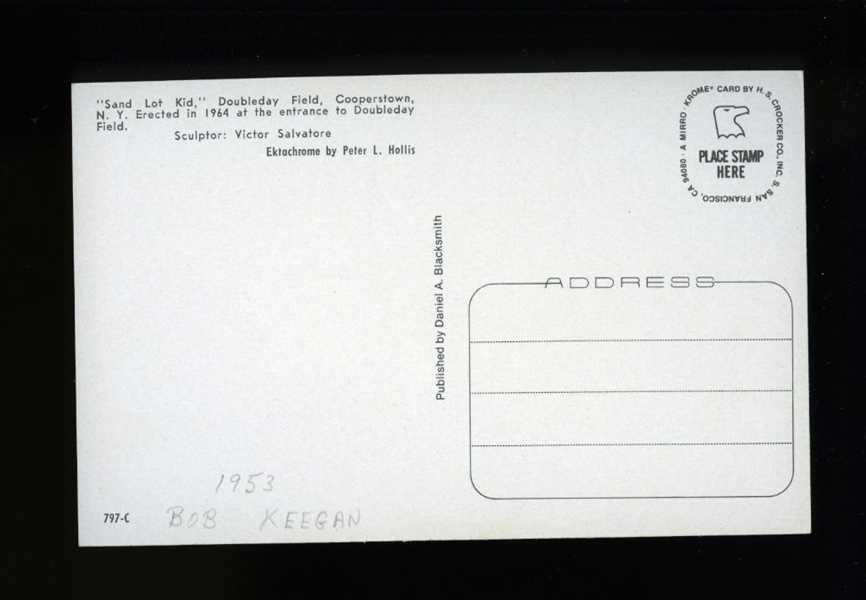 "Sand Lot Kid," Doubleday Field, Cooperstown,
N. Y. Erected in 1964 at the entrance to Doubleday
Field.
Sculptor: Victor Salvatore
Ektachrome by Peter L. Hollis
A MIRRO-KROME® CARD BY H. S. CROCKER CO., INC. S. SAN FRANCISCO, CA 94080
PLACE STAMP
HERE
Published by Daniel A. Blacksmith
ADDRESS
1953
797-C
BOB KEEGAN